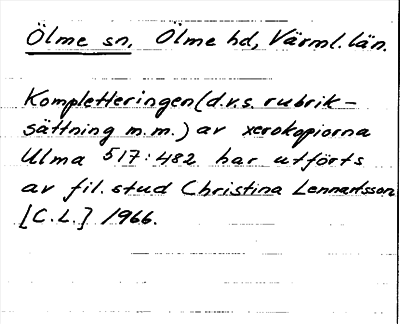 Ölme sn, Ölme hd, Värml. län.
Kompletteringen (d.v.s. rubrik-
sättning m.m.) av xerokopiorna
Ulma 517:482 har utförts
av fil. stud Christina Lennartsson
[C.L.] 1966.